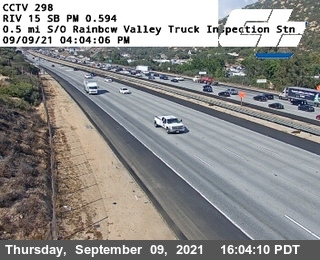 CCTV 298
RIV 15 SB PM 0.594
0.5 mi S/O Rainbow Valley Truck Inspection Stn
09/09/21 04:04:06 PM
Thursday, September 09, 2021 16:04:10 PDT